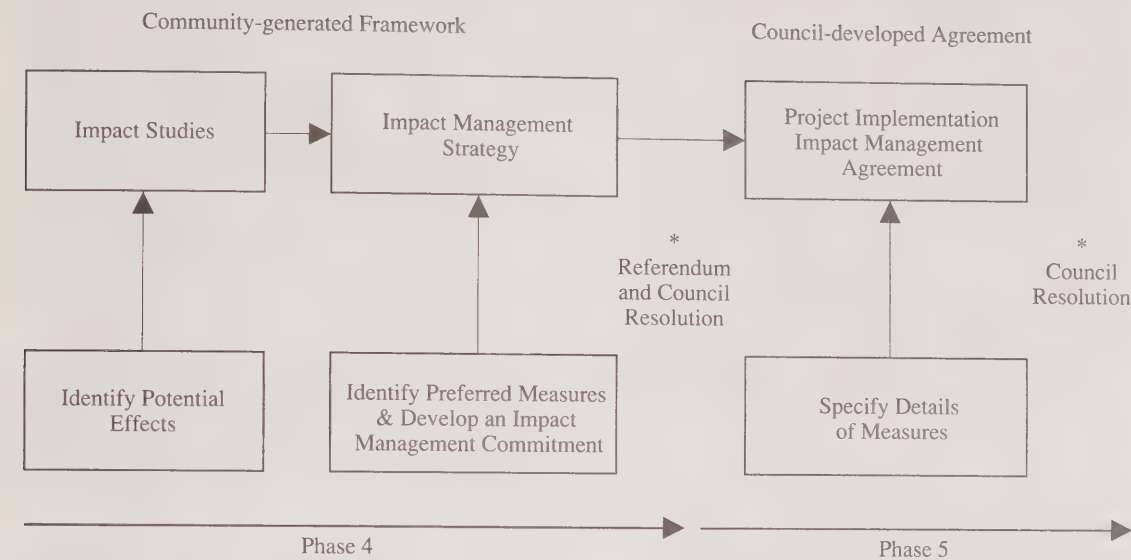 Community-generated Framework
Council-developed Agreement
Impact Studies
Impact Management
Strategy
Project Implementation
Impact Management
Agreement
*
Referendum
and Council
Resolution
*
Council
Resolution
Identify Potential
Effects
Identify Preferred Measures
& Develop an Impact
Management Commitment
Specify Details
of Measures
Phase 4
Phase 5